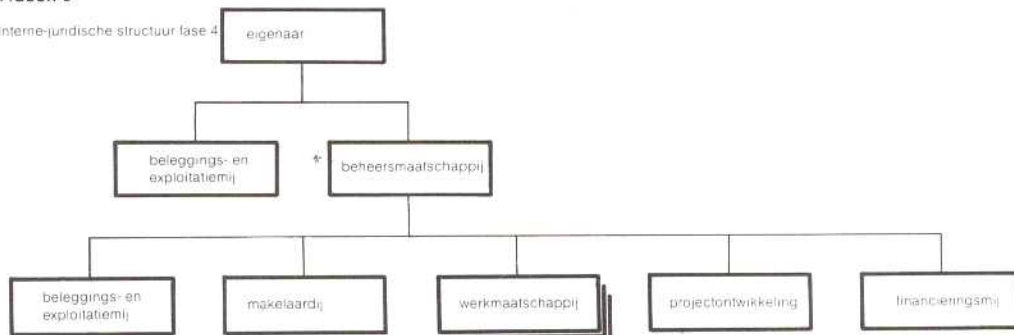 Interne-juridische structuur fase 4
eigenaar
beleggings- en
exploitatiemij
*
beheersmaatschappij
beleggings- en
exploitatiemij
makelaardij
werkmaatschappij
projectontwikkeling
financieringsmij